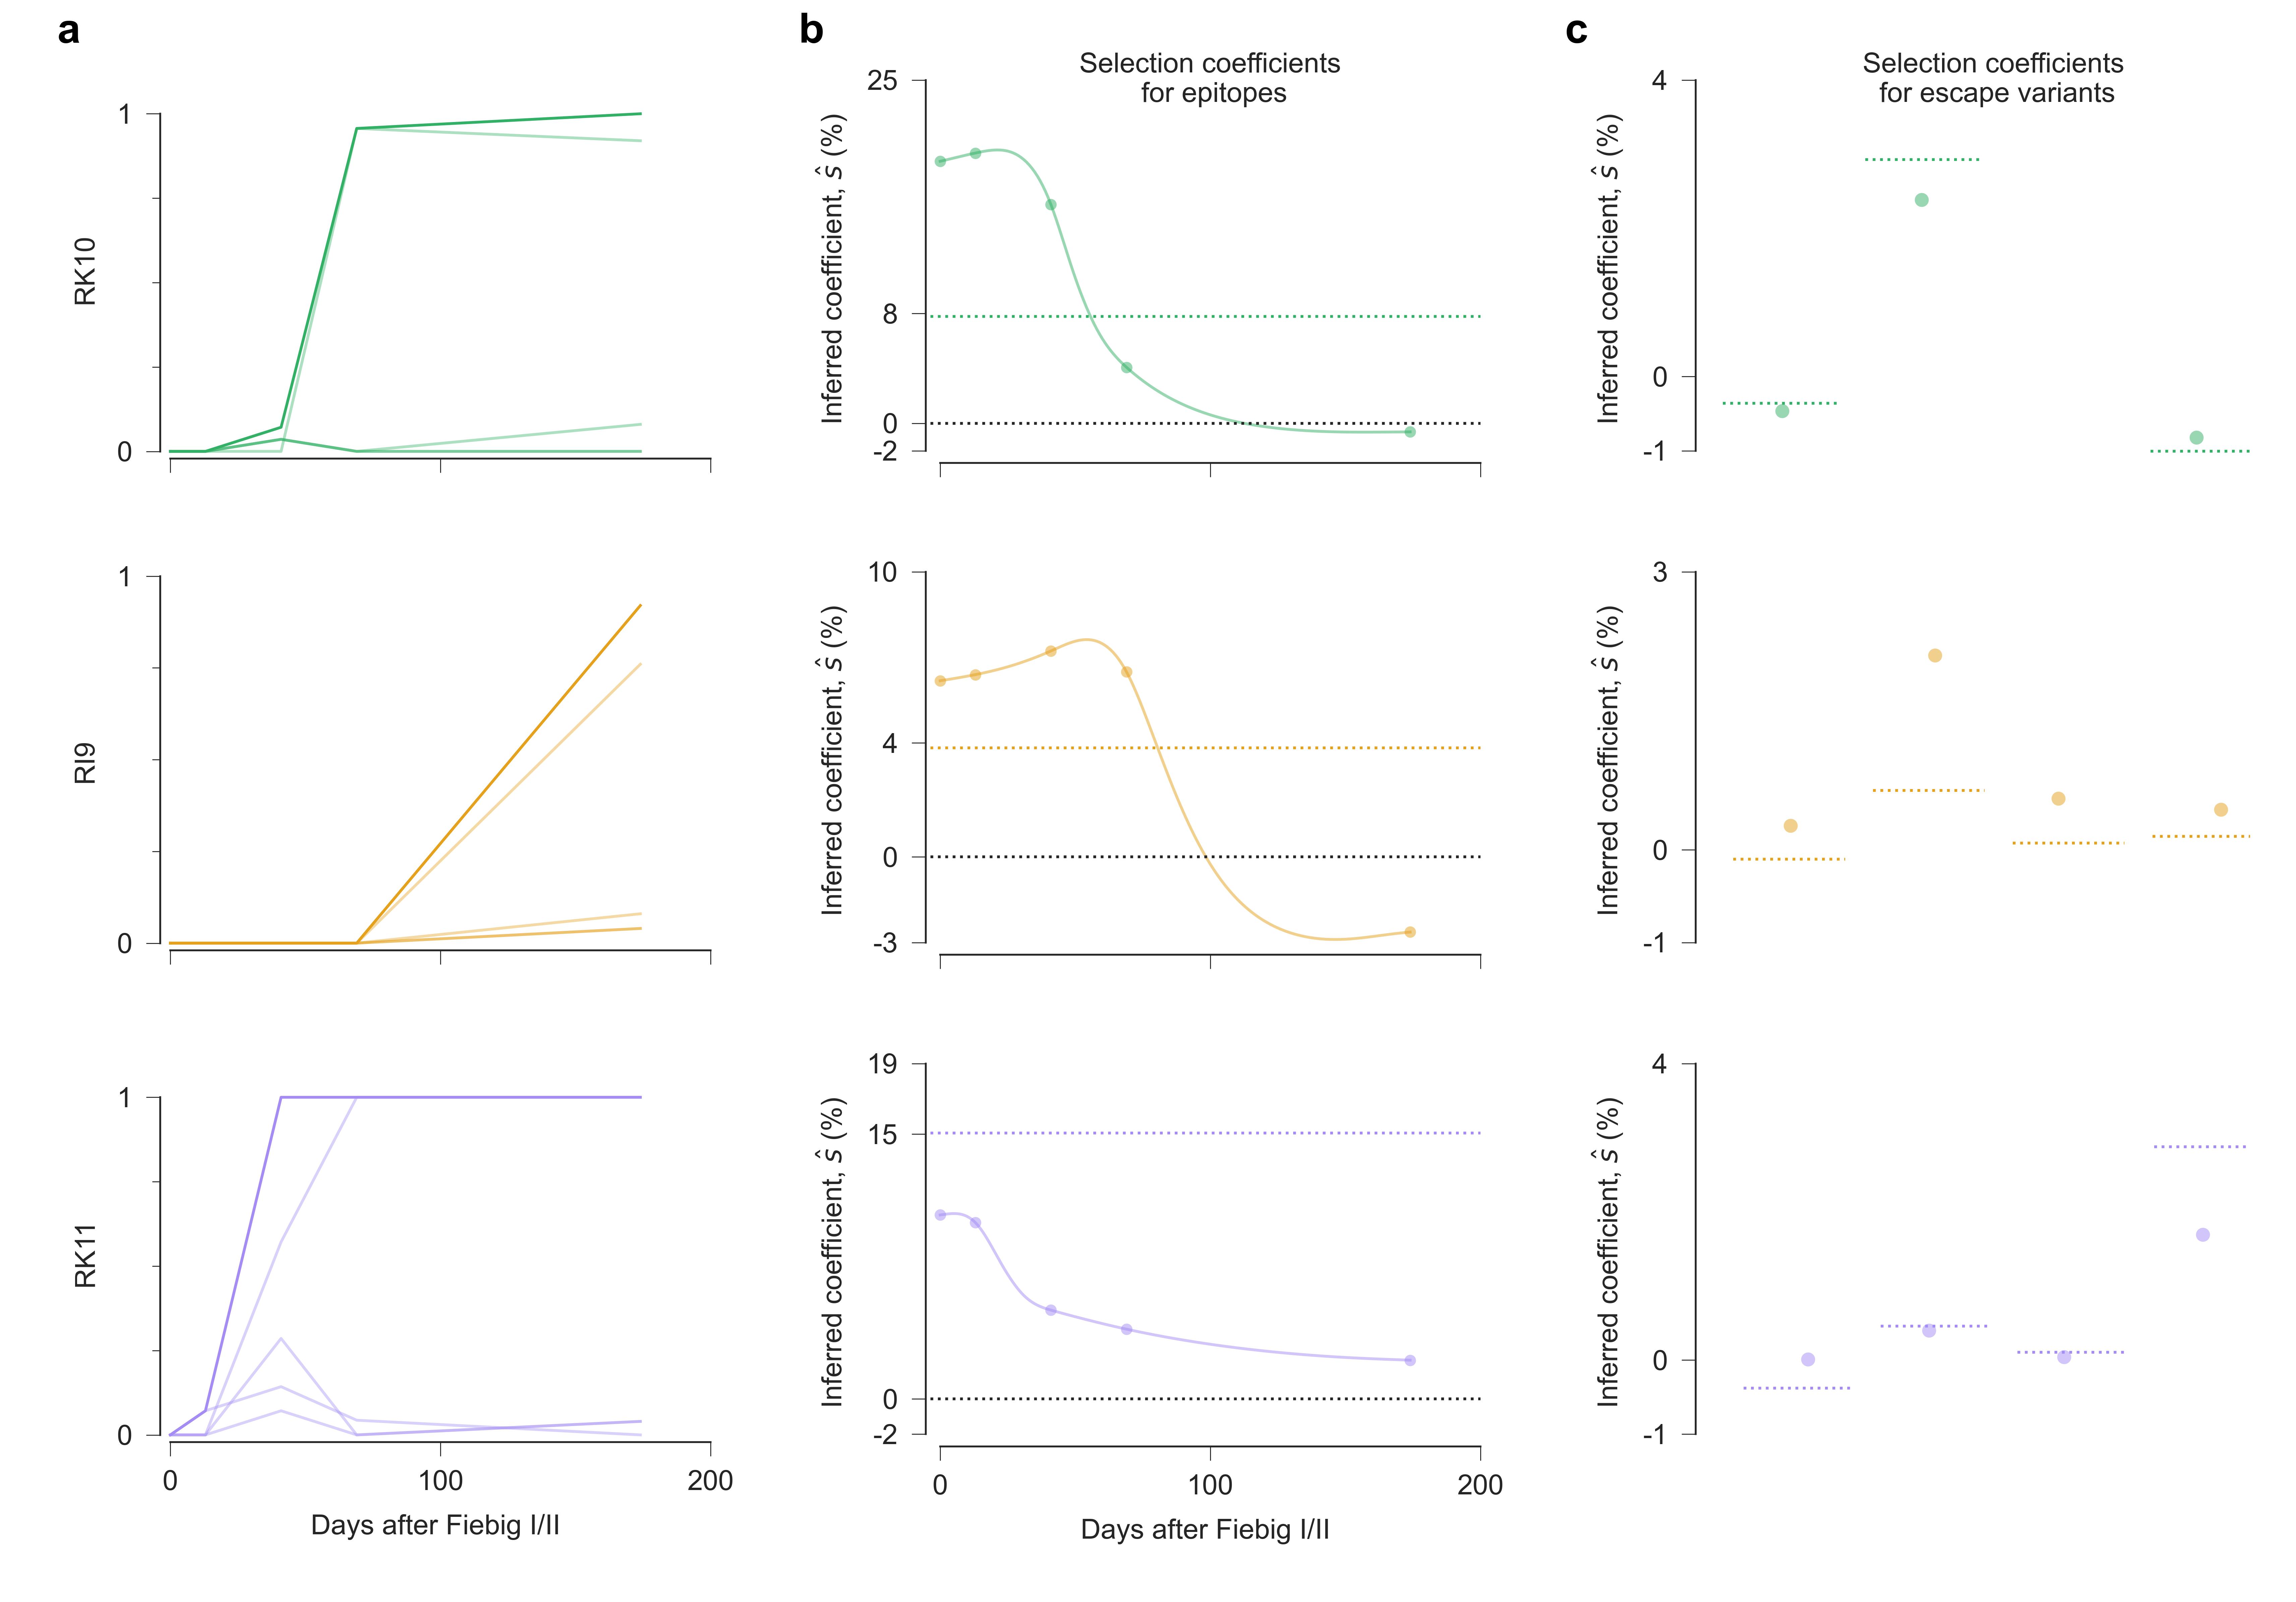 a
b
c
Selection coefficients
for epitopes
Selection coefficients
for escape variants
RK10
1
0
Inferred coefficient, ŝ (%)
25
8
0
-2
Inferred coefficient, ŝ (%)
4
0
-1
RI9
1
0
Inferred coefficient, ŝ (%)
10
4
0
-3
Inferred coefficient, ŝ (%)
3
0
-1
RK11
1
0
0 100 200
Days after Fiebig I/II
Inferred coefficient, ŝ (%)
19
15
0
-2
0 100 200
Days after Fiebig I/II
Inferred coefficient, ŝ (%)
4
0
-1